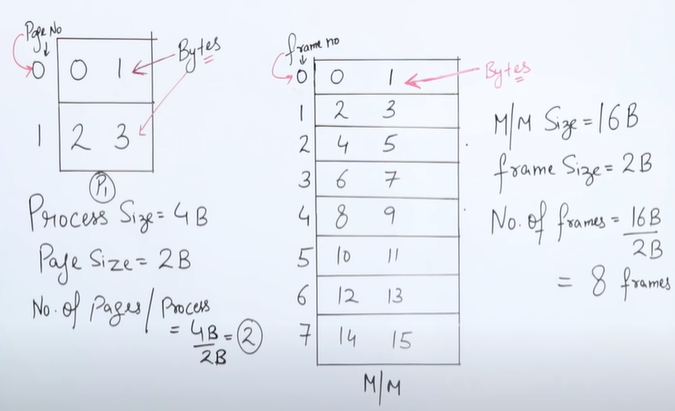 Page No
0 0 1
Bytes
1 2 3
P1
Process Size = 4B
Page Size = 2B
No. of Pages / Process
= 4B/2B = 2
frame no
0 0 1
Bytes
1 2 3
2 4 5
3 6 7
4 8 9
5 10 11
6 12 13
7 14 15
M/M
M/M Size = 16B
frame Size = 2B
No. of frames = 16B/2B
= 8 frames